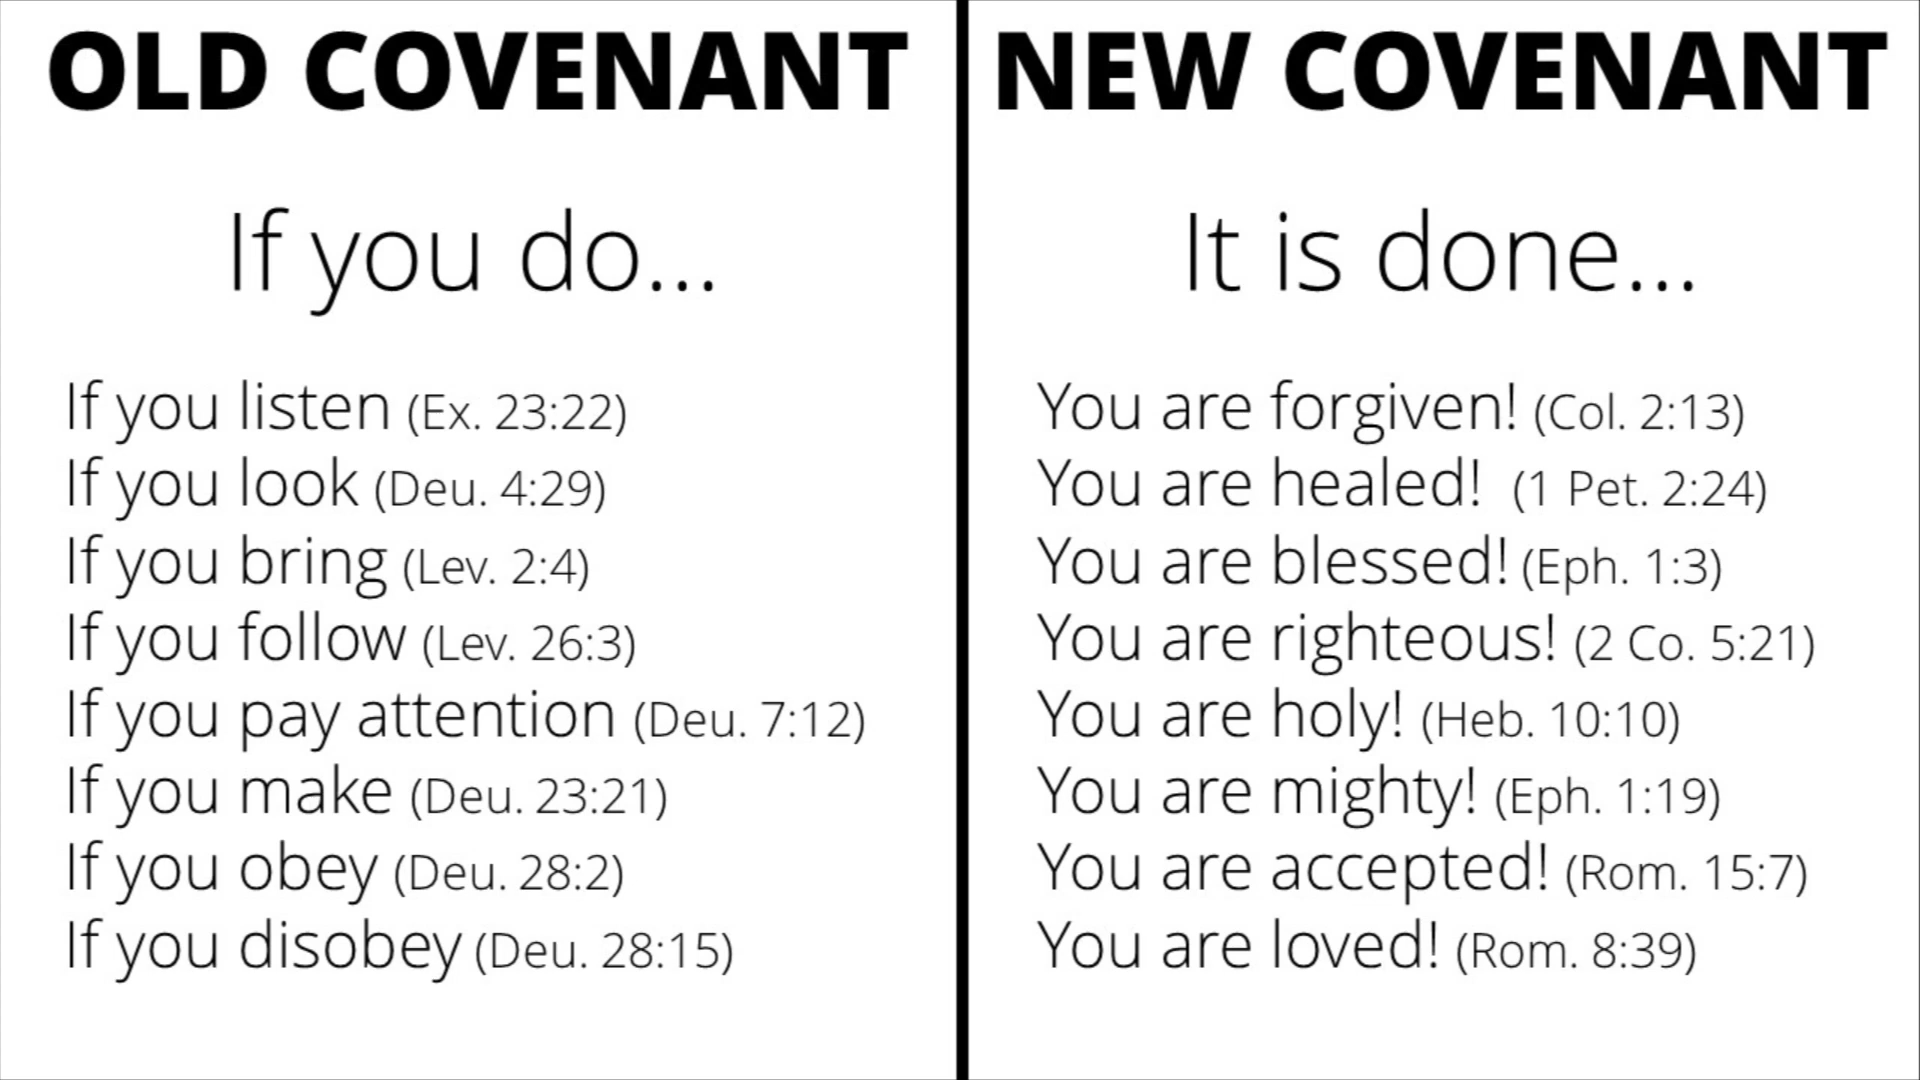 OLD COVENANT
If you do...
If you listen (Ex. 23:22)
If you look (Deu. 4:29)
If you bring (Lev. 2:4)
If you follow (Lev. 26:3)
If you pay attention (Deu. 7:12)
If you make (Deu. 23:21)
If you obey (Deu. 28:2)
If you disobey (Deu. 28:15)
NEW COVENANT
It is done...
You are forgiven! (Col. 2:13)
You are healed! (1 Pet. 2:24)
You are blessed! (Eph. 1:3)
You are righteous! (2 Co. 5:21)
You are holy! (Heb. 10:10)
You are mighty! (Eph. 1:19)
You are accepted! (Rom. 15:7)
You are loved! (Rom. 8:39)